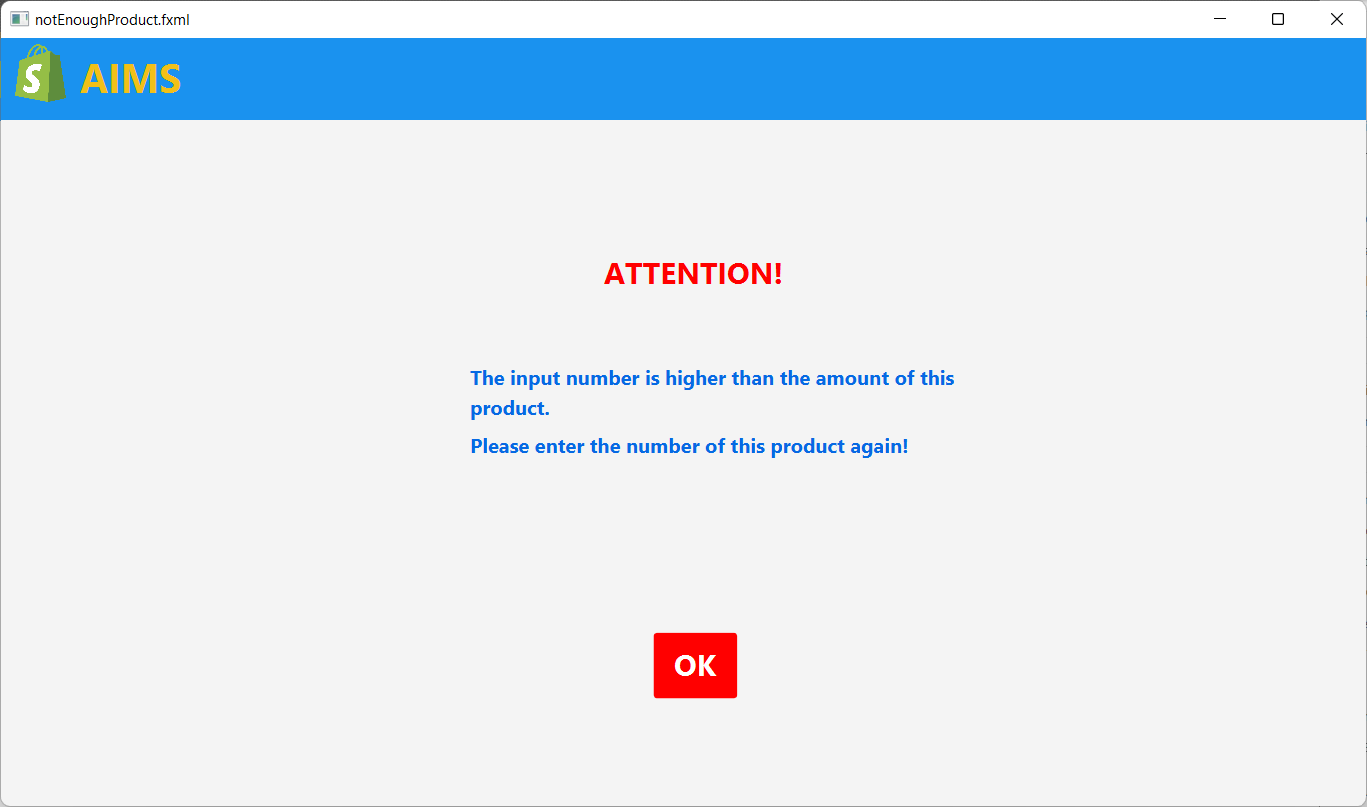 notEnoughProduct.fxml
S AIMS
ATTENTION!
The input number is higher than the amount of this
product.
Please enter the number of this product again!
OK